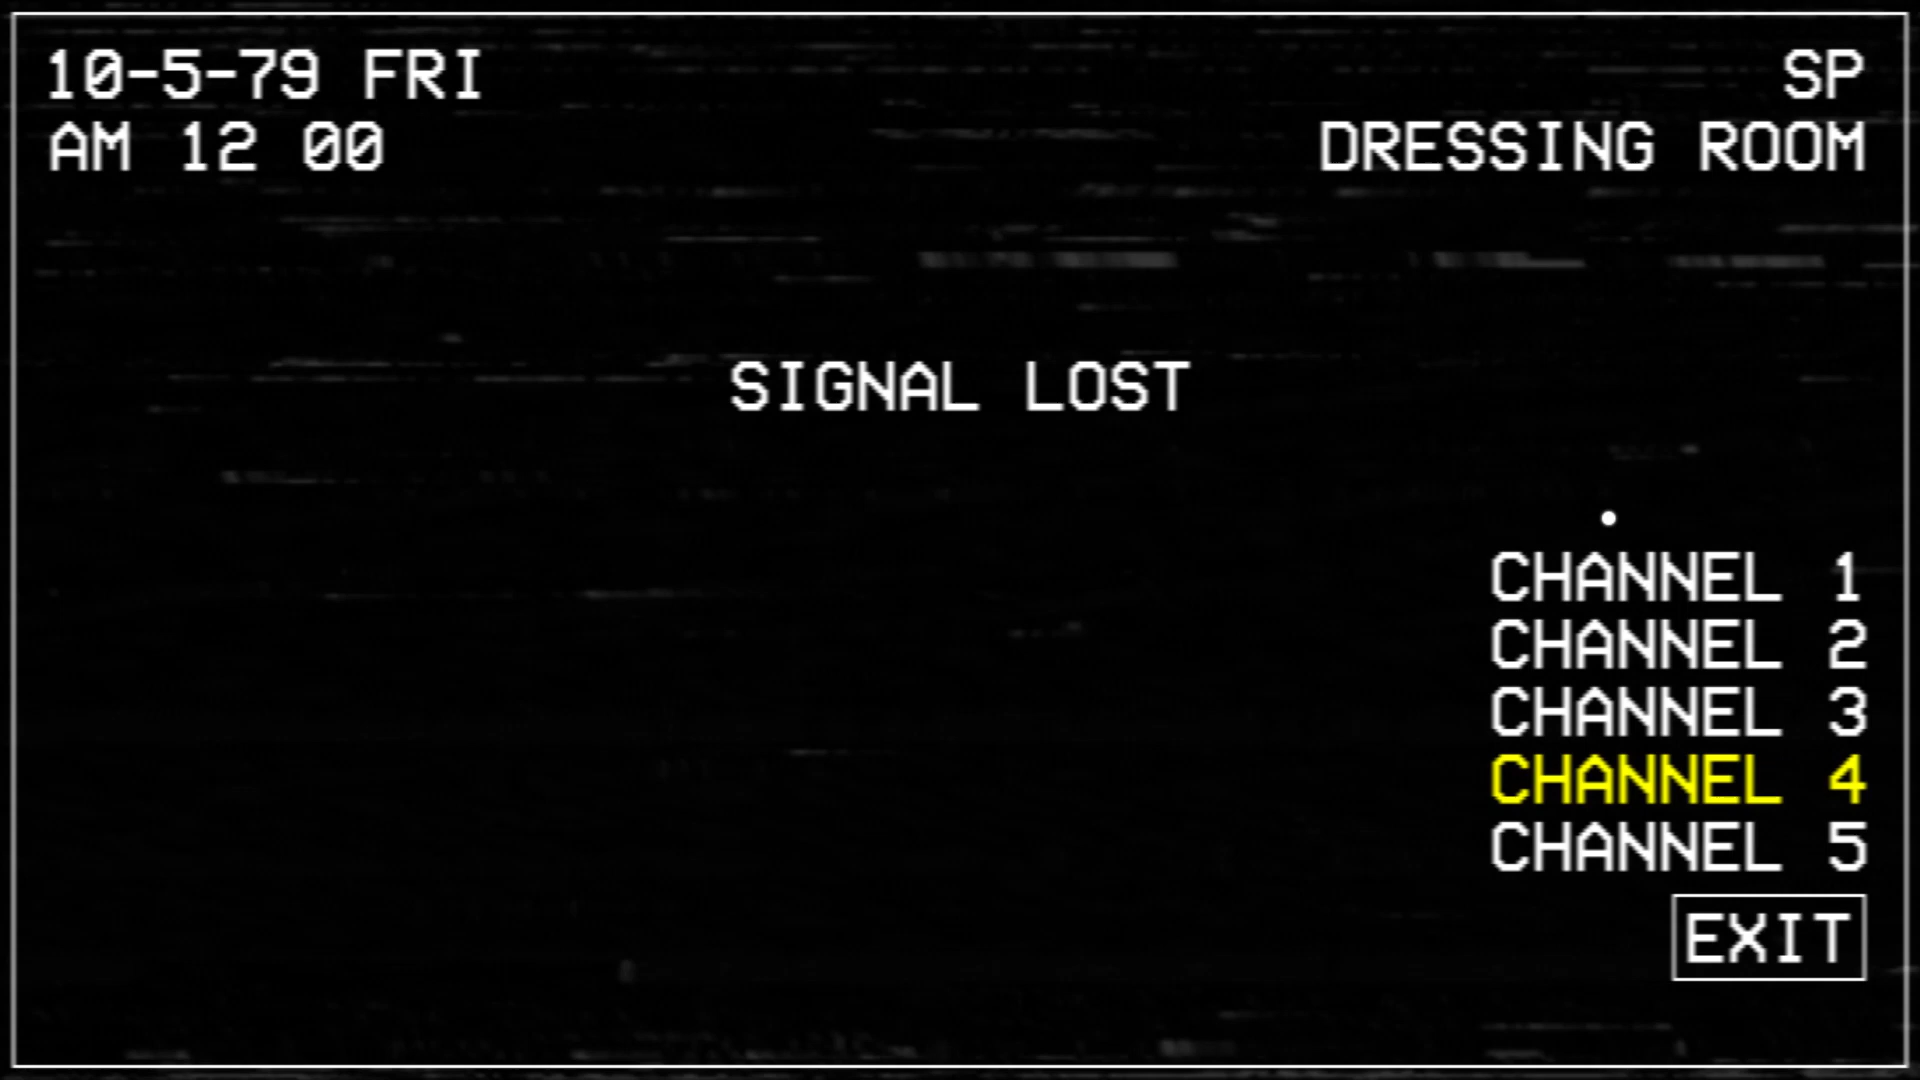 10-5-79 FRI
AM 12 00
SP
DRESSING ROOM
SIGNAL LOST
CHANNEL 1
CHANNEL 2
CHANNEL 3
CHANNEL 4
CHANNEL 5
EXIT